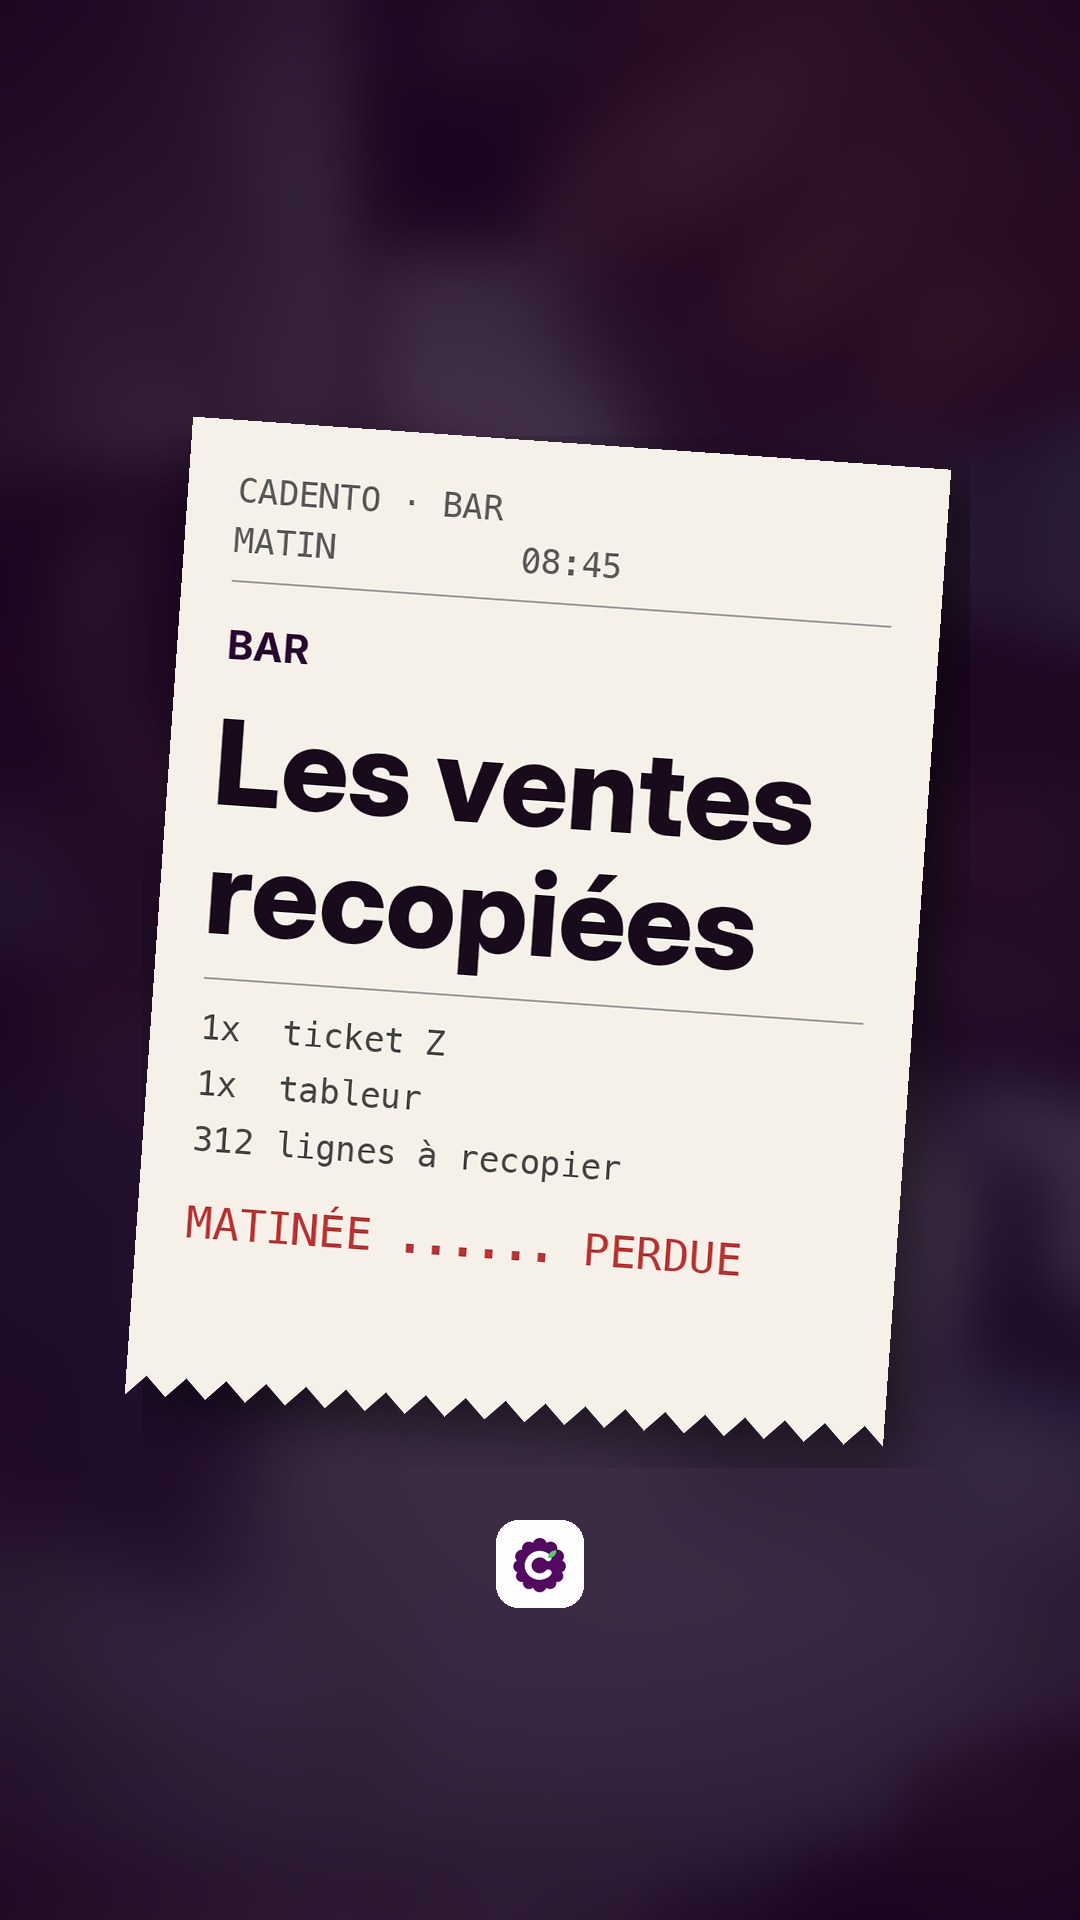 CADENTO · BAR
MATIN 08:45
BAR
Les ventes
recopiées
1x ticket Z
1x tableur
312 lignes à recopier
MATINÉE ...... PERDUE